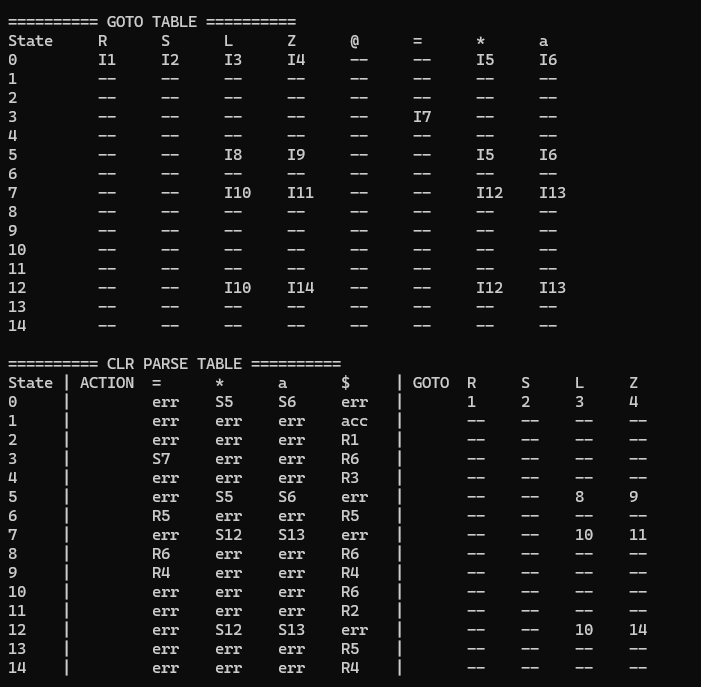 ========== GOTO TABLE ==========
State R S L Z @ = * a
0 I1 I2 I3 I4 -- -- I5 I6
1 -- -- -- -- -- -- -- --
2 -- -- -- -- -- -- -- --
3 -- -- -- -- -- I7 -- --
4 -- -- -- -- -- -- -- --
5 -- -- I8 I9 -- -- I5 I6
6 -- -- -- -- -- -- -- --
7 -- -- I10 I11 -- -- I12 I13
8 -- -- -- -- -- -- -- --
9 -- -- -- -- -- -- -- --
10 -- -- -- -- -- -- -- --
11 -- -- -- -- -- -- -- --
12 -- -- I10 I14 -- -- I12 I13
13 -- -- -- -- -- -- -- --
14 -- -- -- -- -- -- -- --
========== CLR PARSE TABLE ==========
State | ACTION = * a $ | GOTO R S L Z
0 | err S5 S6 err | 1 2 3 4
1 | err err err acc | -- -- -- --
2 | err err err R1 | -- -- -- --
3 | S7 err err R6 | -- -- -- --
4 | err err err R3 | -- -- -- --
5 | err S5 S6 err | -- -- 8 9
6 | R5 err err R5 | -- -- -- --
7 | err S12 S13 err | -- -- 10 11
8 | R6 err err R6 | -- -- -- --
9 | R4 err err R4 | -- -- -- --
10 | err err err R6 | -- -- -- --
11 | err err err R2 | -- -- -- --
12 | err S12 S13 err | -- -- 10 14
13 | err err err R5 | -- -- -- --
14 | err err err R4 | -- -- -- --